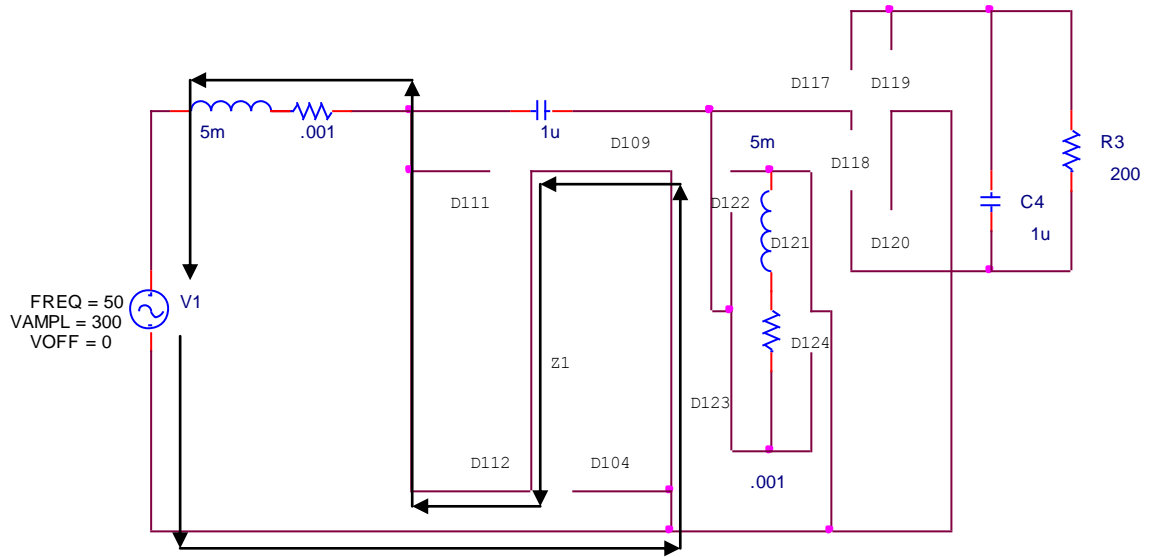 D117
D119
5m
.001
1u
D109
5m
D118
R3
200
D111
D122
D121
D120
C4
1u
FREQ = 50
VAMPL = 300
VOFF = 0
V1
Z1
D124
D123
D112
D104
.001